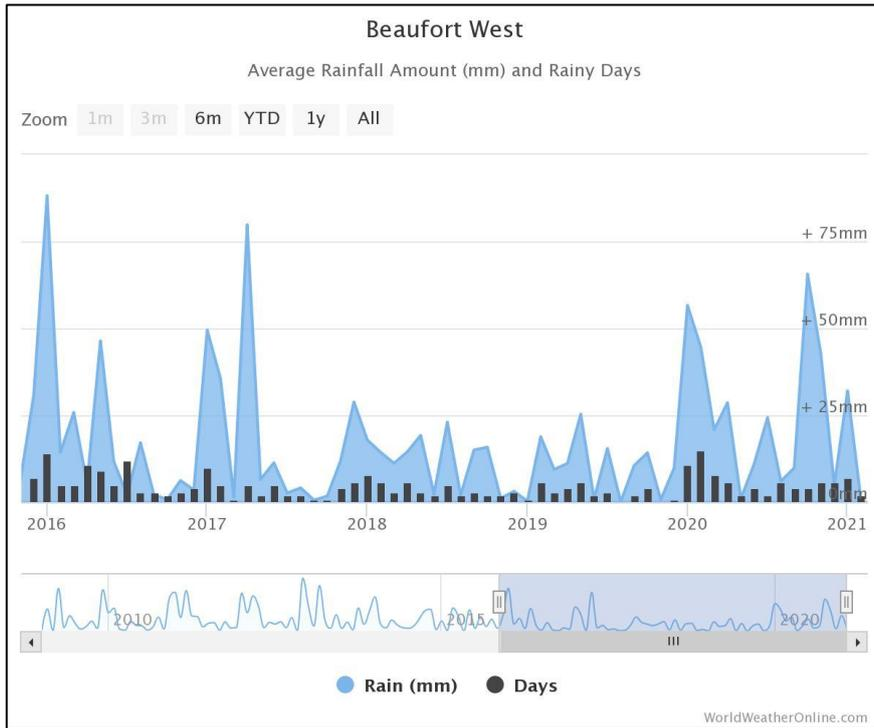 Beaufort West
Average Rainfall Amount (mm) and Rainy Days
Zoom 1m 3m 6m YTD 1y All
+ 75mm
+ 50mm
+ 25mm
0mm
2016 2017 2018 2019 2020 2021
2010 2015 2020
Rain (mm) Days
WorldWeatherOnline.com